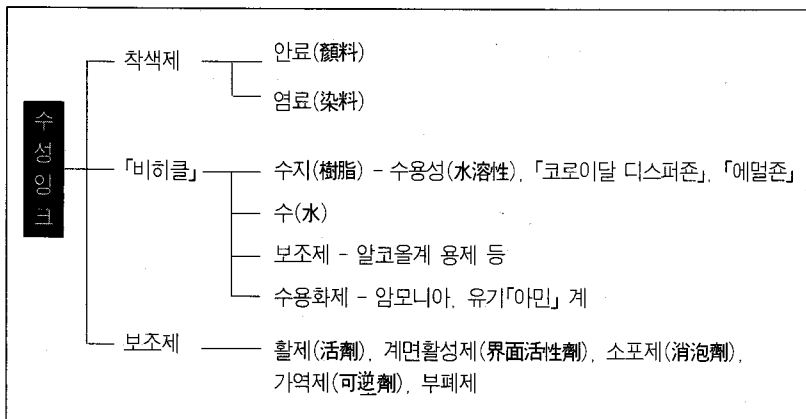 수성잉크
착색제
안료(顔料)
염료(染料)
「비히클」
수지(樹脂) - 수용성(水溶性), 「코로이달 디스퍼죤」, 「에멀죤」
수(水)
보조제 - 알코올계 용제 등
수용화제 - 암모니아, 유기「아민」 계
보조제
활제(活劑), 계면활성제(界面活性劑), 소포제(消泡劑),
가역제(可逆劑), 부폐제